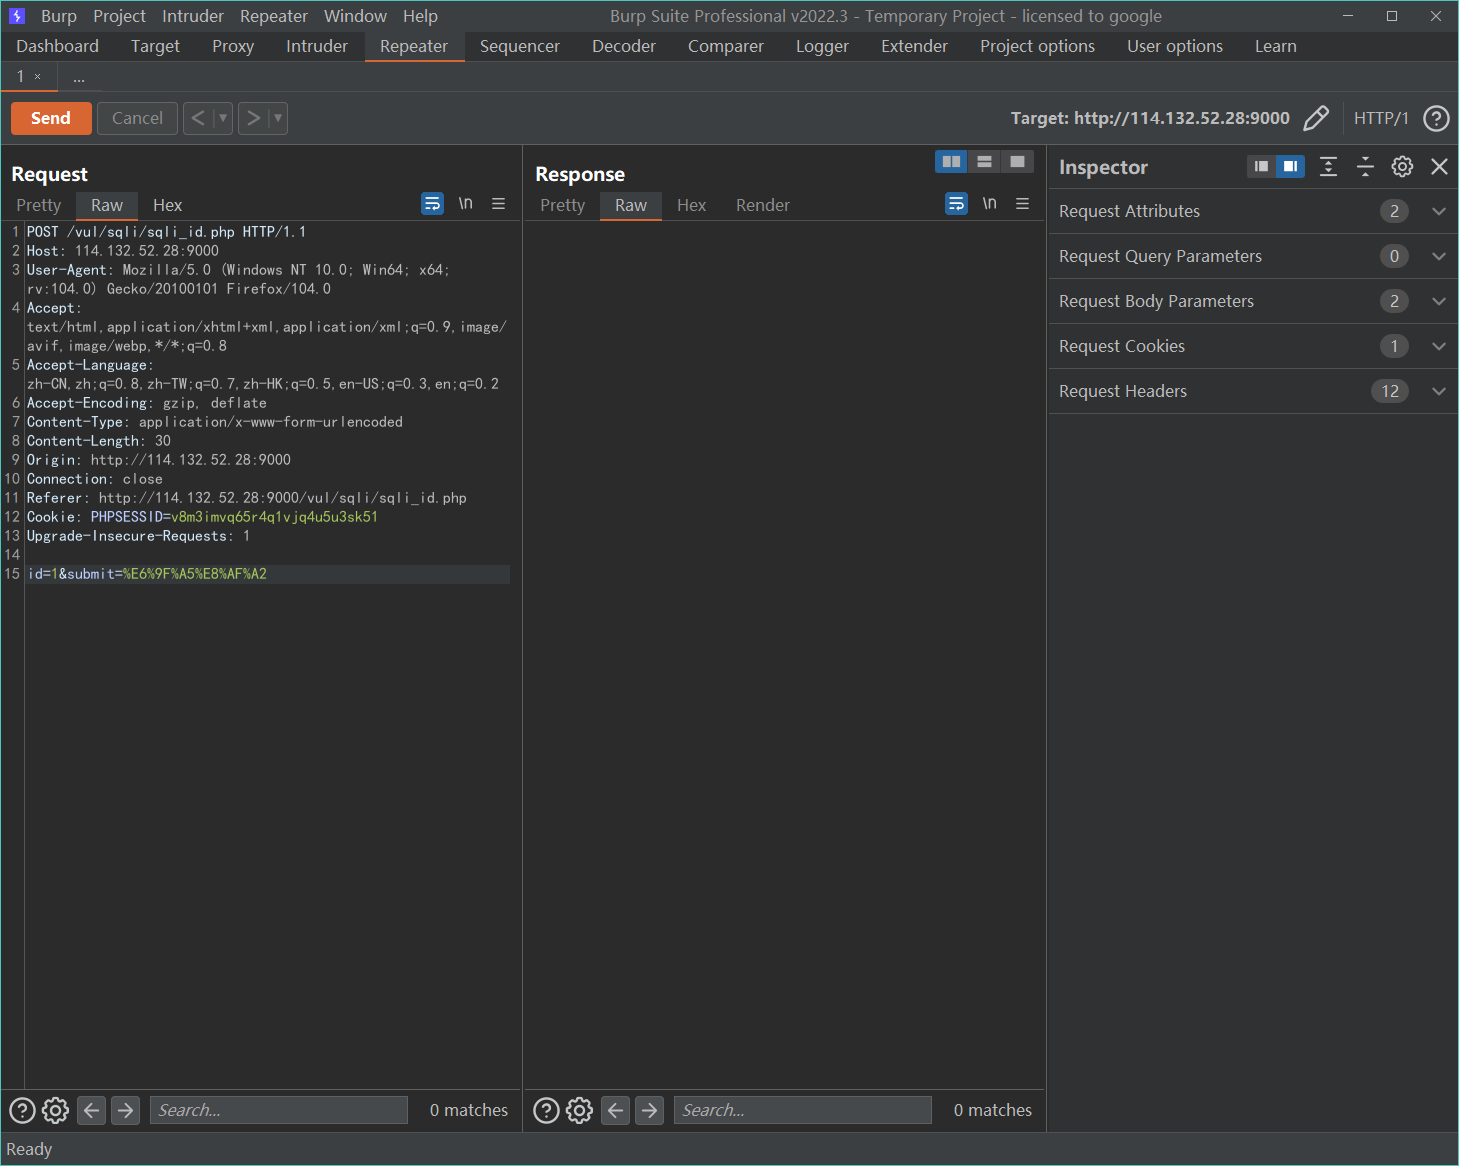 Burp Project Intruder Repeater Window Help Burp Suite Professional v2022.3 - Temporary Project - licensed to google
Dashboard Target Proxy Intruder Repeater Sequencer Decoder Comparer Logger Extender Project options User options Learn
1 × ...
Send Cancel < > Target: http://114.132.52.28:9000 HTTP/1 ?
Request
Pretty Raw Hex \n
1 POST /vul/sqli/sqli_id.php HTTP/1.1
2 Host: 114.132.52.28:9000
3 User-Agent: Mozilla/5.0 (Windows NT 10.0; Win64; x64;
rv:104.0) Gecko/20100101 Firefox/104.0
4 Accept:
text/html,application/xhtml+xml,application/xml;q=0.9,image/
avif,image/webp,*/*;q=0.8
5 Accept-Language:
zh-CN,zh;q=0.8,zh-TW;q=0.7,zh-HK;q=0.5,en-US;q=0.3,en;q=0.2
6 Accept-Encoding: gzip, deflate
7 Content-Type: application/x-www-form-urlencoded
8 Content-Length: 30
9 Origin: http://114.132.52.28:9000
10 Connection: close
11 Referer: http://114.132.52.28:9000/vul/sqli/sqli_id.php
12 Cookie: PHPSESSID=v8m3imvq65r4q1vjq4u5u3sk51
13 Upgrade-Insecure-Requests: 1
14
15 id=1&submit=%E6%9F%A5%E8%AF%A2
? Search... 0 matches
Response
Pretty Raw Hex Render \n
? Search... 0 matches
Inspector
Request Attributes 2
Request Query Parameters 0
Request Body Parameters 2
Request Cookies 1
Request Headers 12
Ready